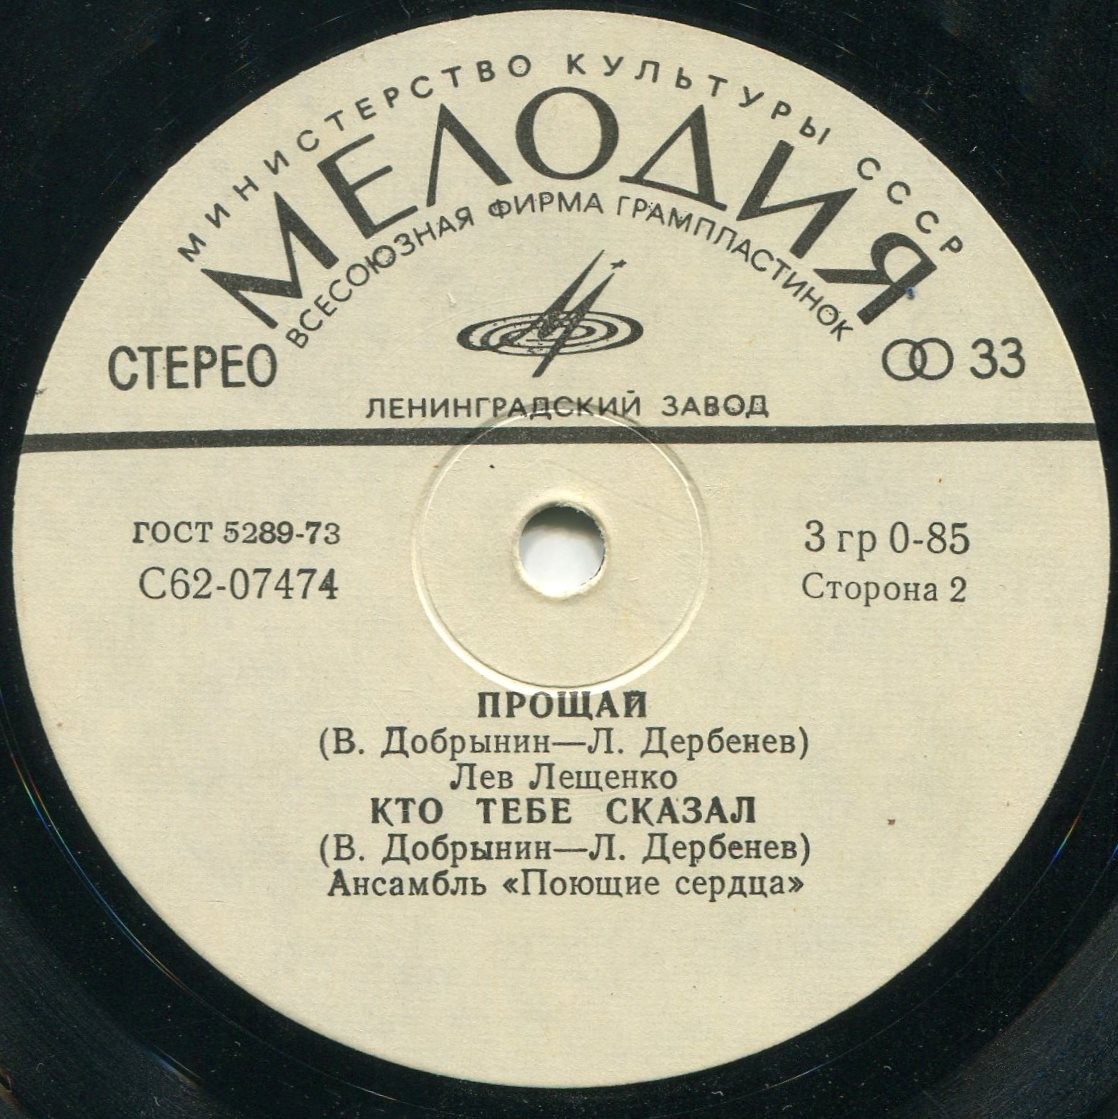 МИНИСТЕРСТВО КУЛЬТУРЫ СССР
МЕЛОДИЯ
ВСЕСОЮЗНАЯ ФИРМА ГРАМПЛАСТИНОК
СТЕРЕО
33
ЛЕНИНГРАДСКИЙ ЗАВОД
ГОСТ 5289-73
С62-07474
3 гр 0-85
Сторона 2
ПРОЩАЙ
(В. Добрынин—Л. Дербенев)
Лев Лещенко
КТО ТЕБЕ СКАЗАЛ
(В. Добрынин—Л. Дербенев)
Ансамбль «Поющие сердца»